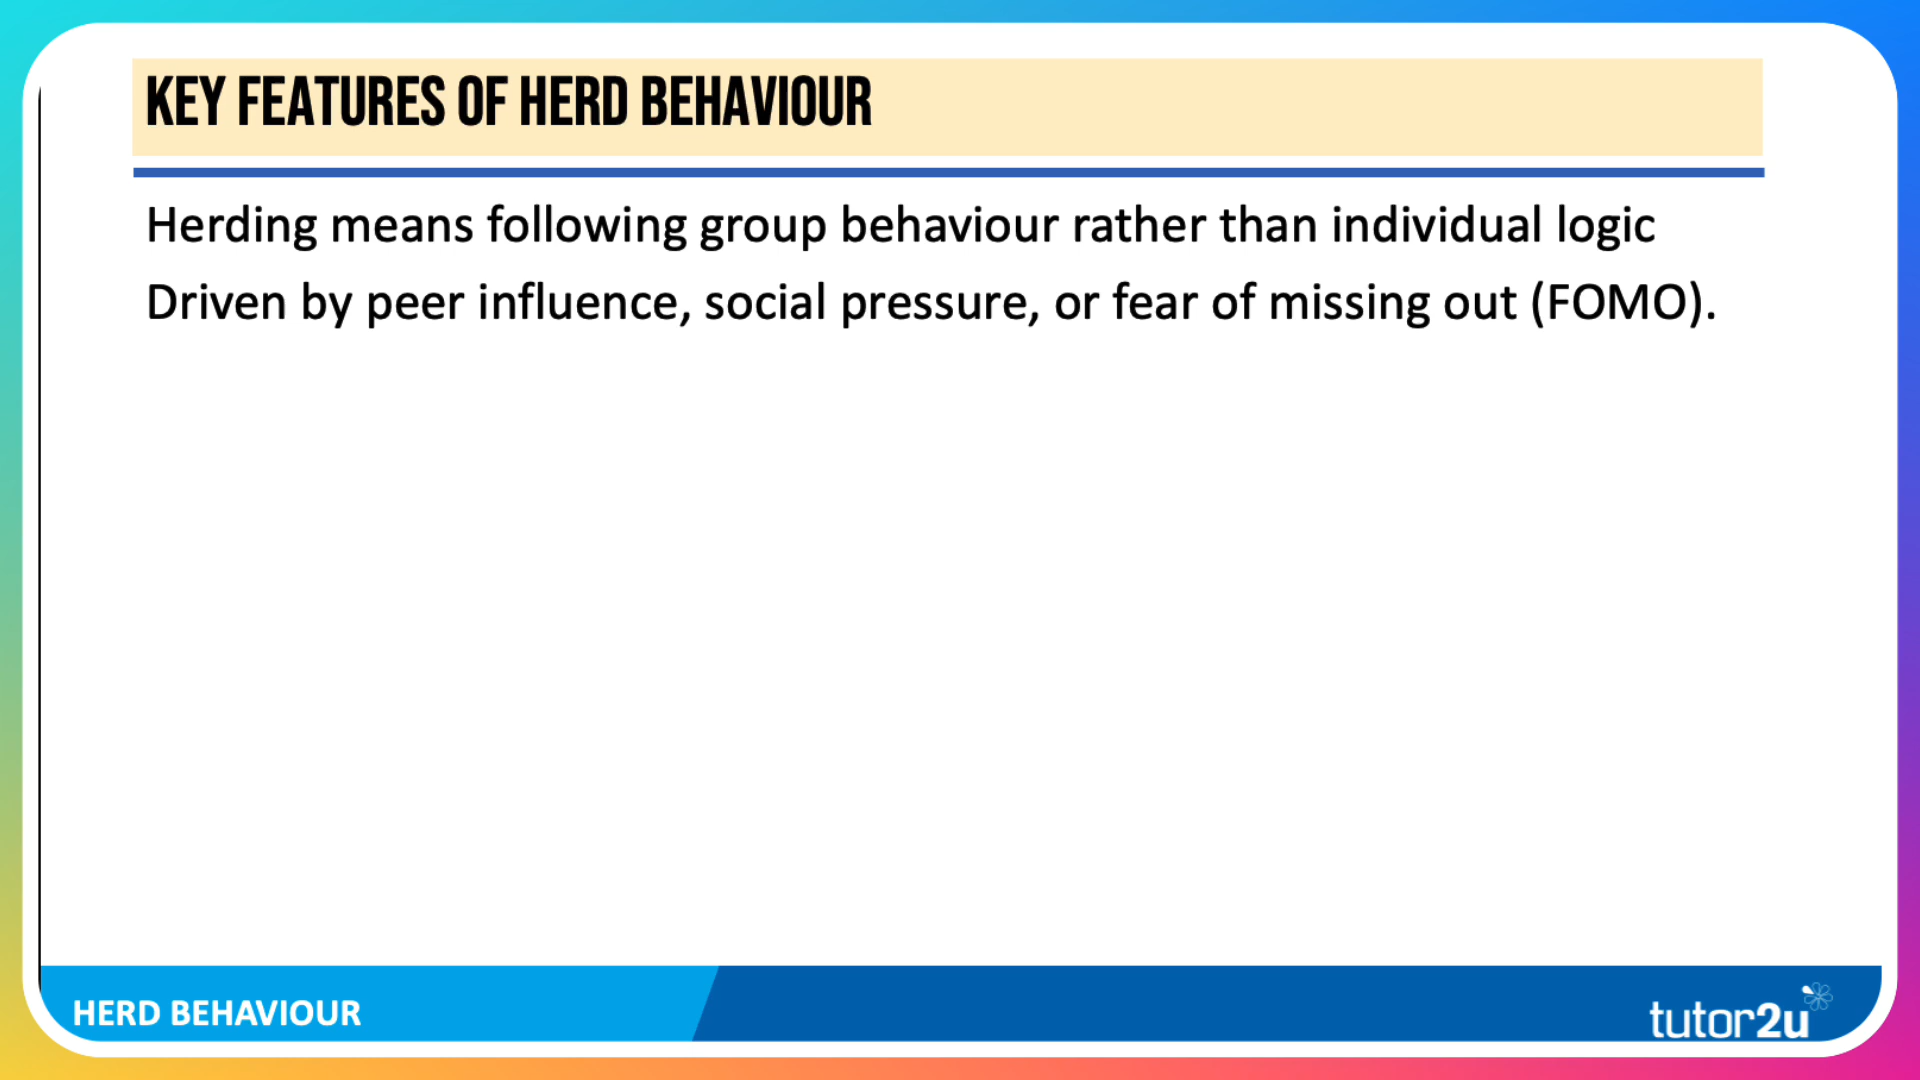 KEY FEATURES OF HERD BEHAVIOUR
Herding means following group behaviour rather than individual logic
Driven by peer influence, social pressure, or fear of missing out (FOMO).
HERD BEHAVIOUR
tutor2u